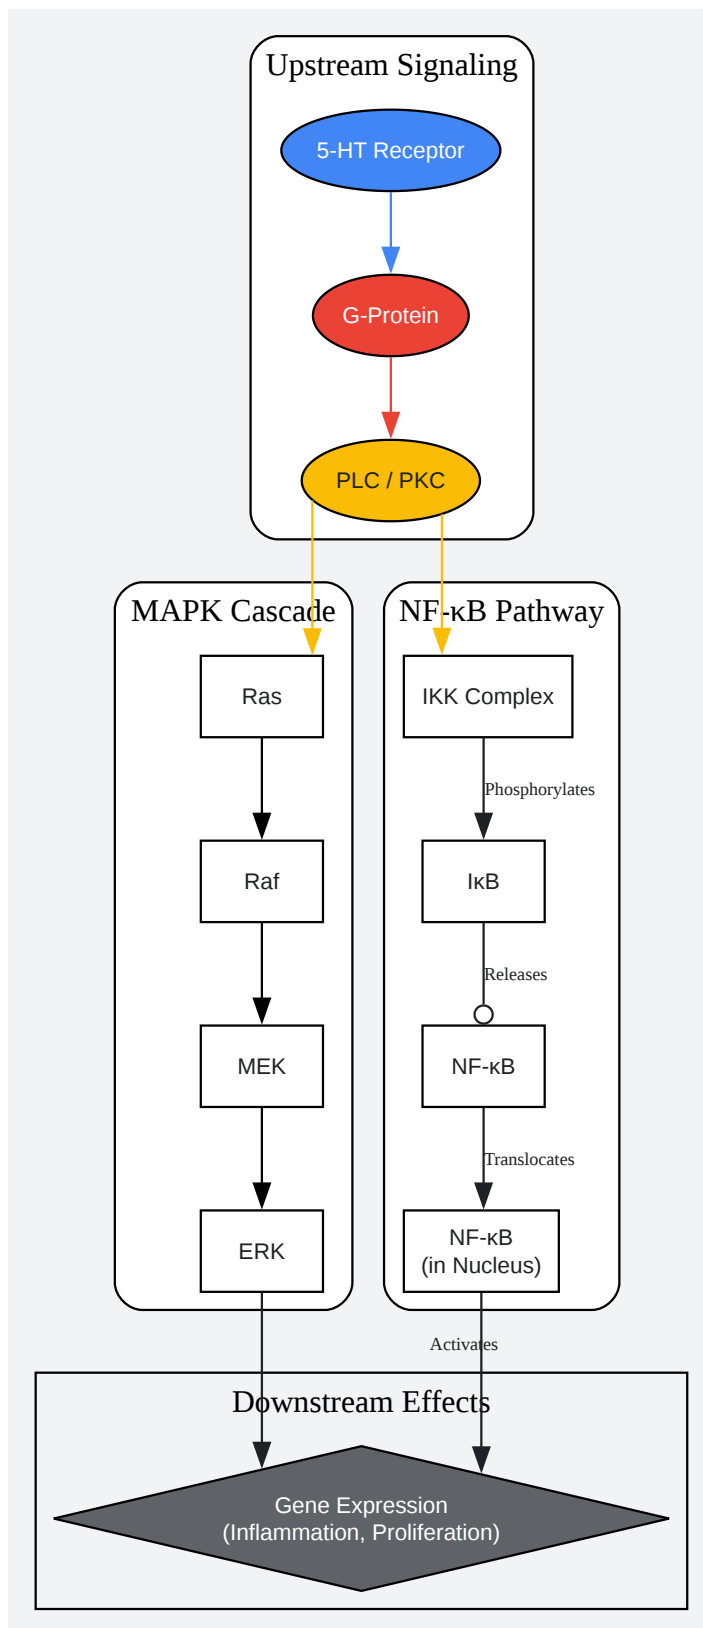 Upstream Signaling
5-HT Receptor
G-Protein
PLC / PKC
MAPK Cascade
Ras
Raf
MEK
ERK
NF-κB Pathway
IKK Complex
Phosphorylates
IκB
Releases
NF-κB
Translocates
NF-κB
(in Nucleus)
Activates
Downstream Effects
Gene Expression
(Inflammation, Proliferation)